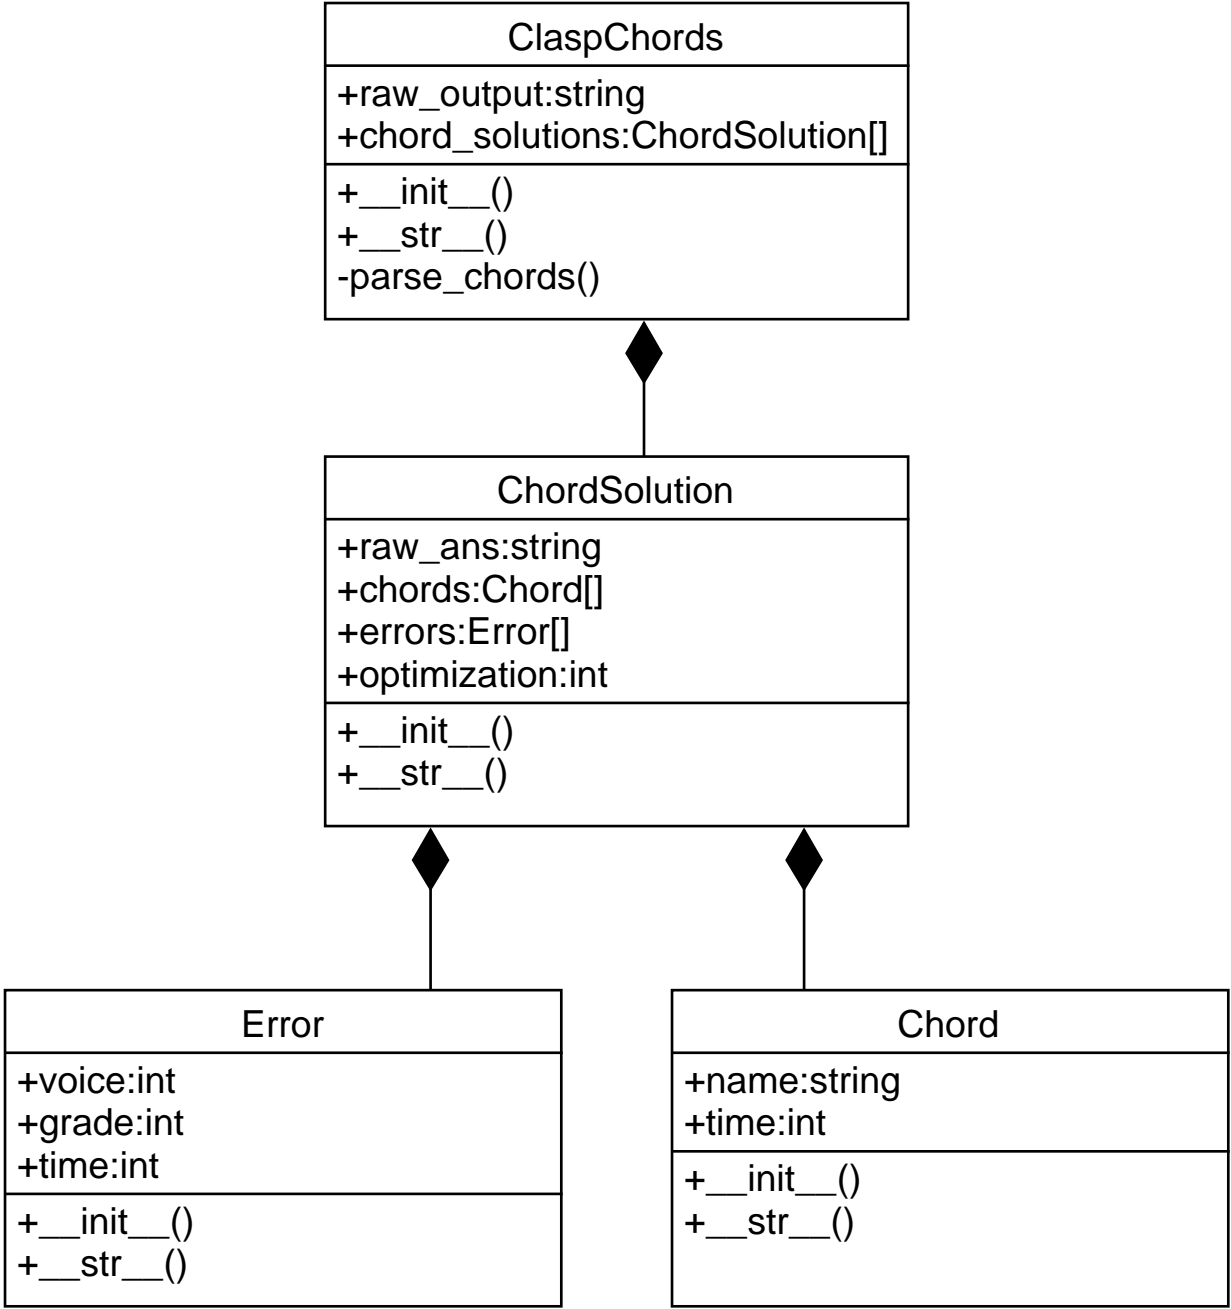 ClaspChords
+raw_output:string
+chord_solutions:ChordSolution[]
+__init__()
+__str__()
-parse_chords()
ChordSolution
+raw_ans:string
+chords:Chord[]
+errors:Error[]
+optimization:int
+__init__()
+__str__()
Error
+voice:int
+grade:int
+time:int
+__init__()
+__str__()
Chord
+name:string
+time:int
+__init__()
+__str__()